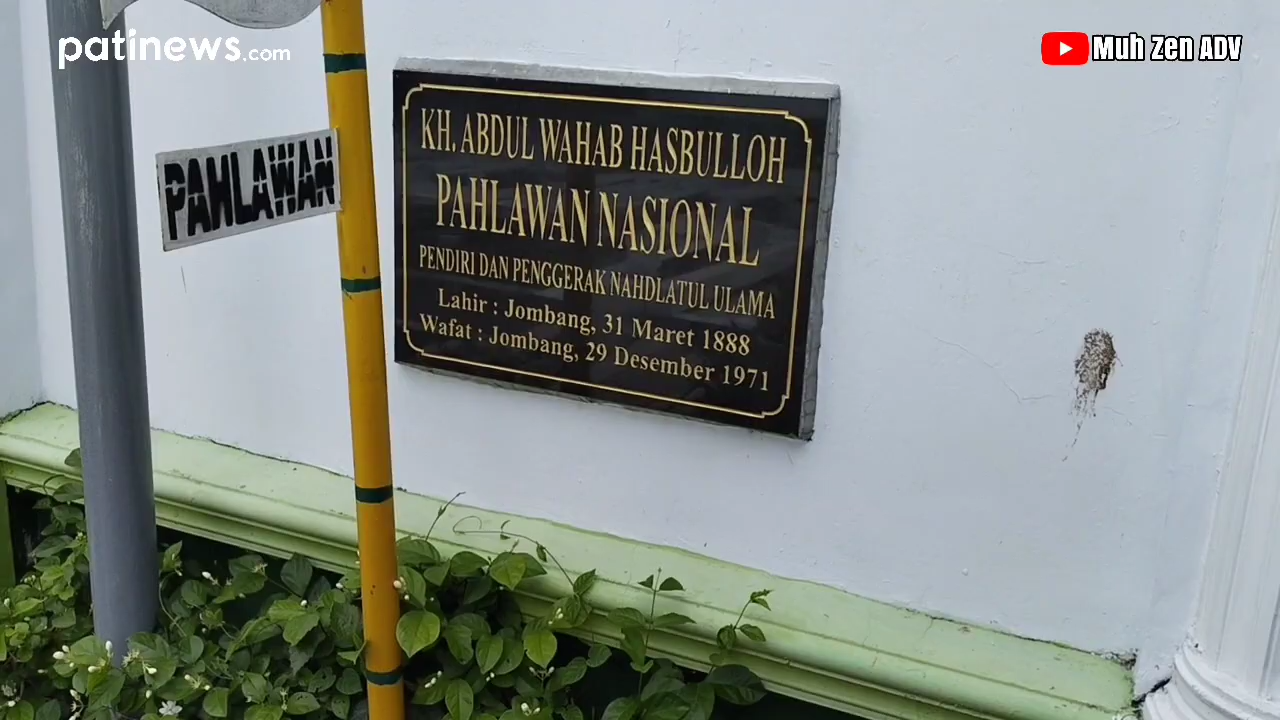 patinews.com
Muh Zen ADV
PAHLAWAN
KH. ABDUL WAHAB HASBULLOH
PAHLAWAN NASIONAL
PENDIRI DAN PENGGERAK NAHDLATUL ULAMA
Lahir : Jombang, 31 Maret 1888
Wafat : Jombang, 29 Desember 1971